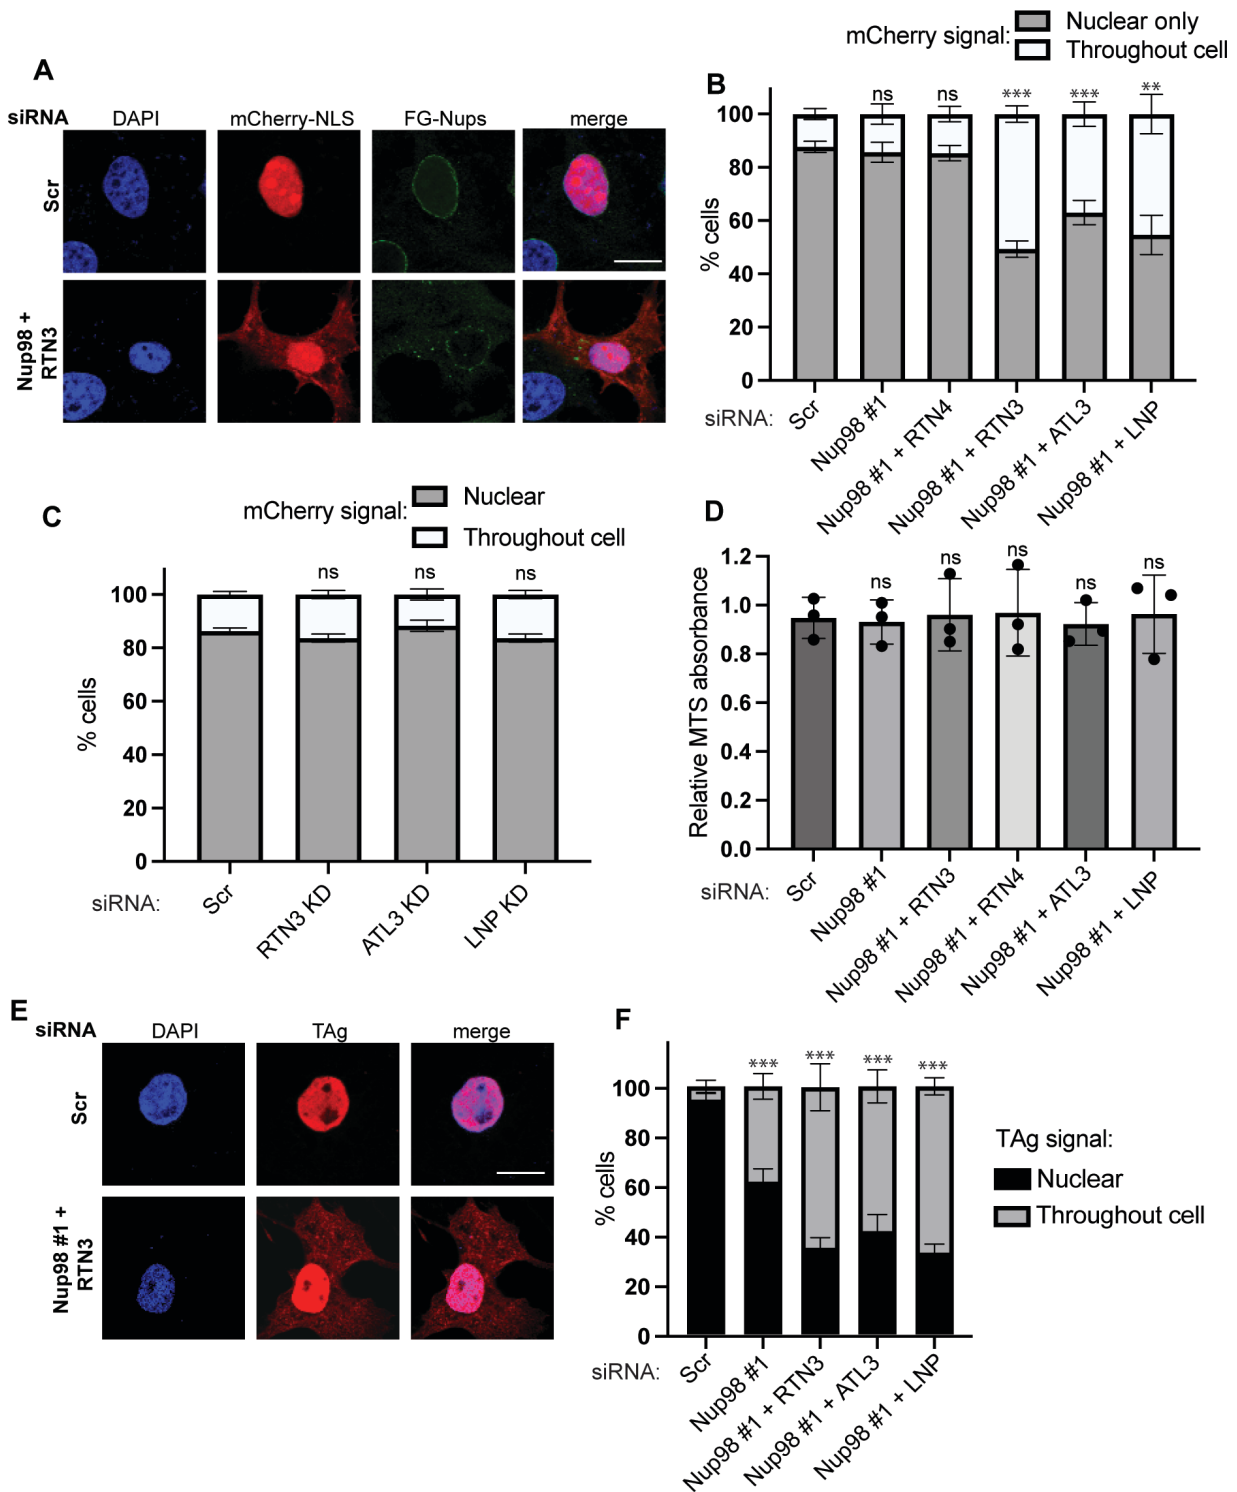 A
siRNA
DAPI
mCherry-NLS
FG-Nups
merge
Scr
Nup98 +
RTN3
mCherry signal:
Nuclear only
Throughout cell
B
% cells
100
80
60
40
20
0
ns
ns
***
***
**
siRNA:
Scr
Nup98 #1
Nup98 #1 + RTN4
Nup98 #1 + RTN3
Nup98 #1 + ATL3
Nup98 #1 + LNP
C
mCherry signal:
Nuclear
Throughout cell
% cells
100
80
60
40
20
0
ns
ns
ns
siRNA:
Scr
RTN3 KD
ATL3 KD
LNP KD
D
Relative MTS absorbance
1.2
1.0
0.8
0.6
0.4
0.2
0.0
ns
ns
ns
ns
ns
siRNA:
Scr
Nup98 #1
Nup98 #1 + RTN3
Nup98 #1 + RTN4
Nup98 #1 + ATL3
Nup98 #1 + LNP
E
siRNA
DAPI
TAg
merge
Scr
Nup98 #1 +
RTN3
F
% cells
100
80
60
40
20
0
***
***
***
***
TAg signal:
Nuclear
Throughout cell
siRNA:
Scr
Nup98 #1
Nup98 #1 + RTN3
Nup98 #1 + ATL3
Nup98 #1 + LNP